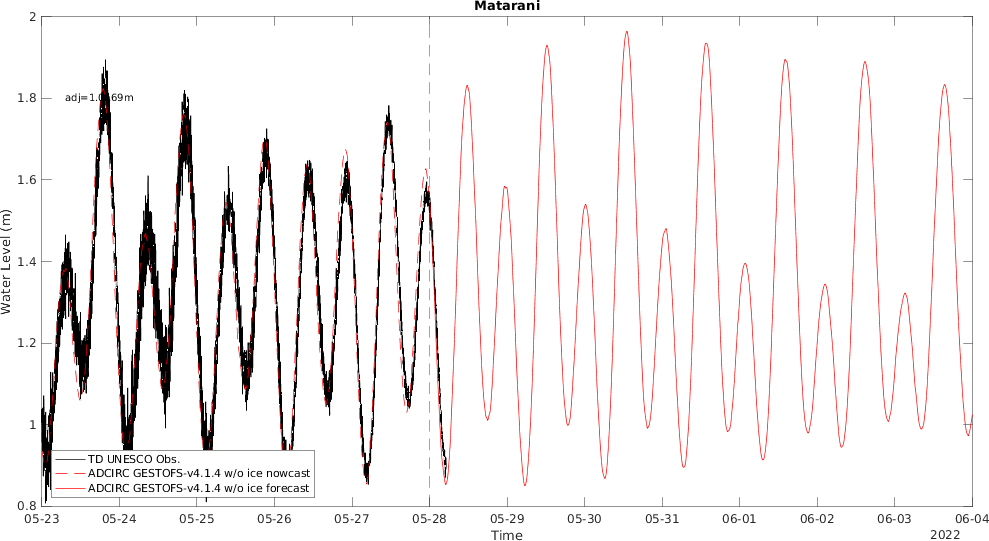 Matarani
2
1.8
1.6
1.4
1.2
1
0.8
Water Level (m)
TD UNESCO Obs.
ADCIRC GESTOFS-v4.1.4 w/o ice nowcast
ADCIRC GESTOFS-v4.1.4 w/o ice forecast
05-23 05-24 05-25 05-26 05-27 05-28 05-29 05-30 05-31 06-01 06-02 06-03 06-04
Time
2022